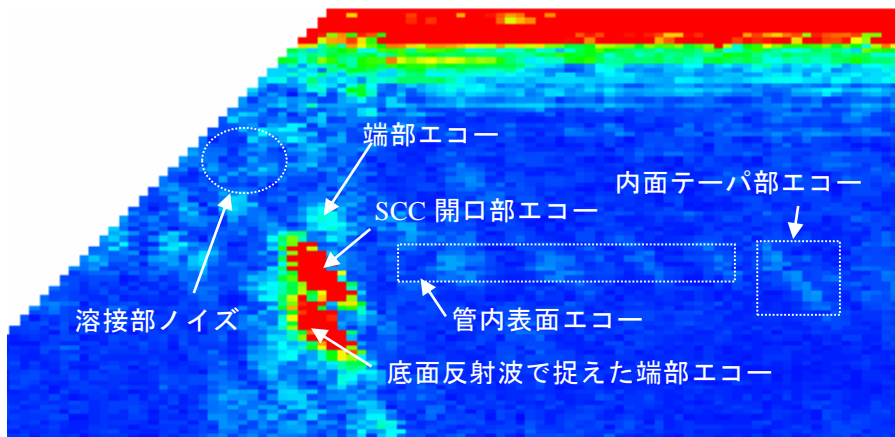 端部エコー
内面テーパ部エコー
SCC 開口部エコー
溶接部ノイズ
管内表面エコー
底面反射波で捉えた端部エコー